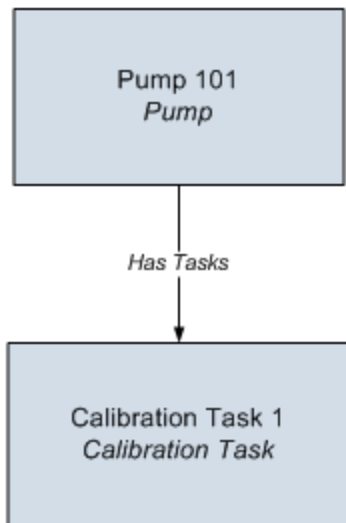 Pump 101
Pump
Has Tasks
Calibration Task 1
Calibration Task